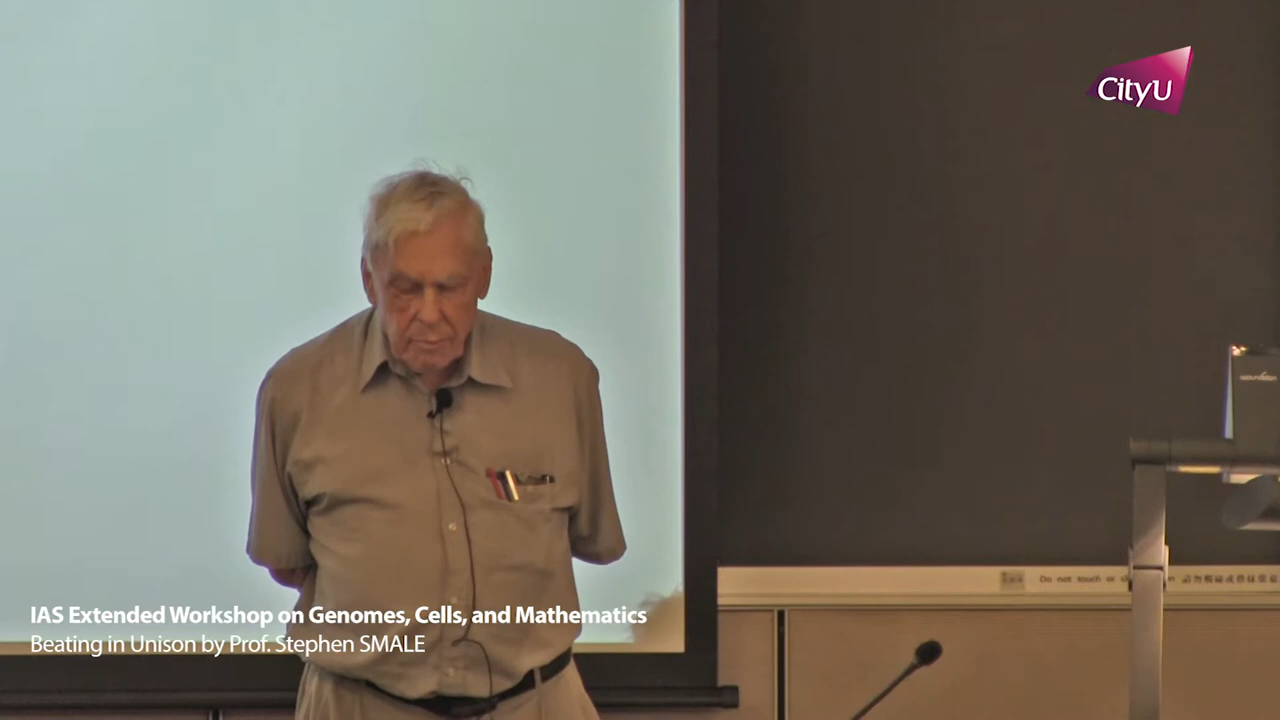 CityU
IAS Extended Workshop on Genomes, Cells, and Mathematics
Beating in Unison by Prof. Stephen SMALE
Do not touch or